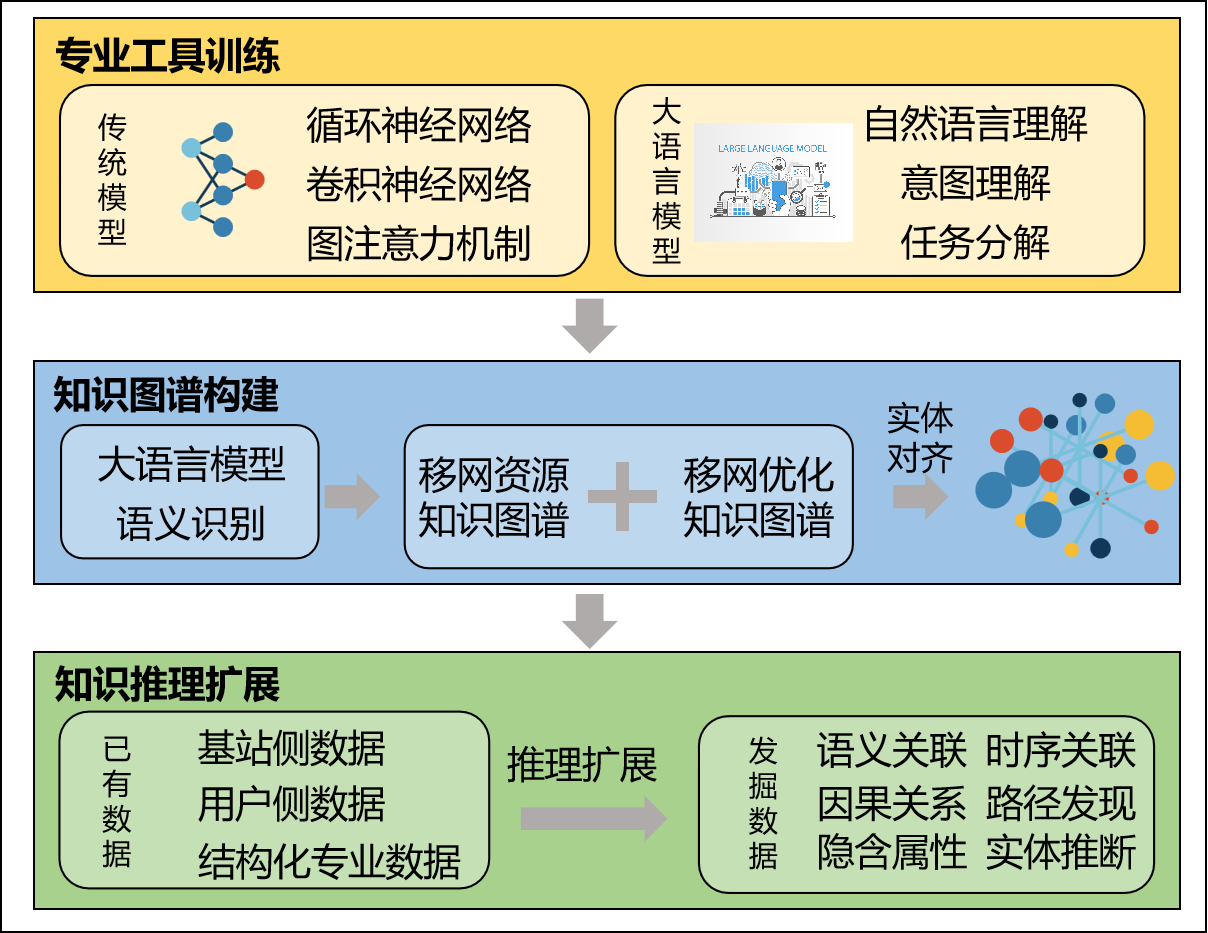 专业工具训练
传统模型
循环神经网络
卷积神经网络
图注意力机制
大语言模型
LARGE LANGUAGE MODEL
自然语言理解
意图理解
任务分解
知识图谱构建
大语言模型
语义识别
移网资源
知识图谱
移网优化
知识图谱
实体
对齐
知识推理扩展
已有数据
基站侧数据
用户侧数据
结构化专业数据
推理扩展
发掘数据
语义关联 时序关联
因果关系 路径发现
隐含属性 实体推断